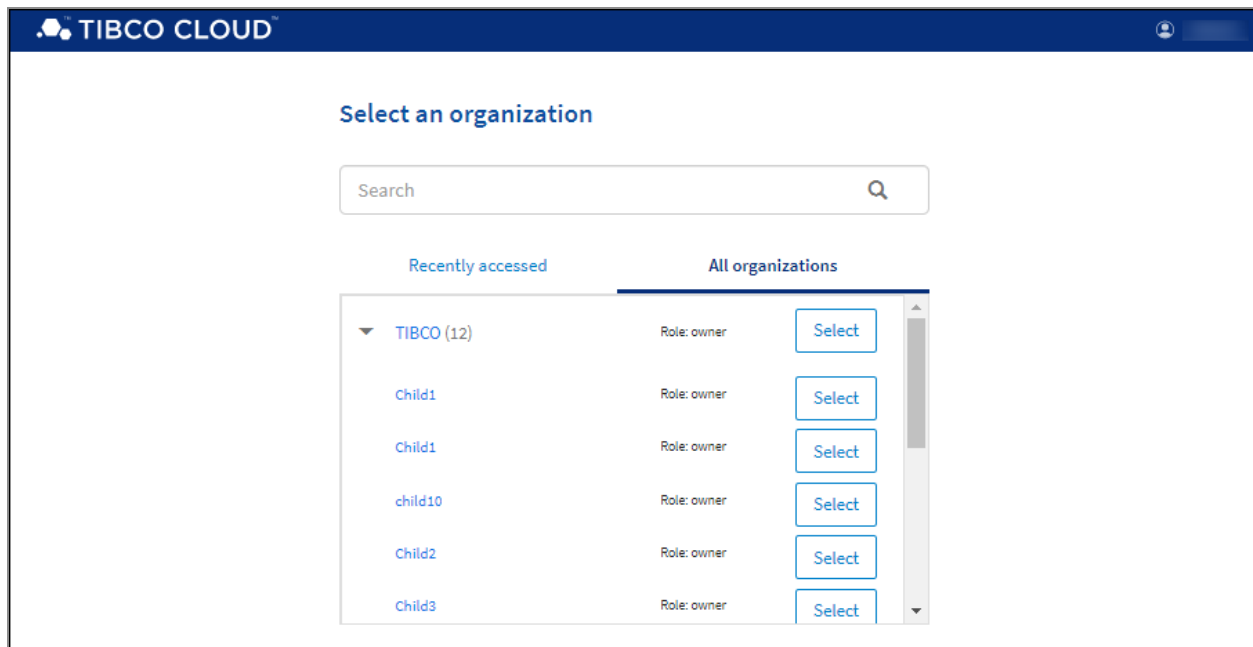 TIBCO CLOUD™
Select an organization
Search
Recently accessed All organizations
TIBCO (12) Role: owner Select
Child1 Role: owner Select
Child1 Role: owner Select
child10 Role: owner Select
Child2 Role: owner Select
Child3 Role: owner Select